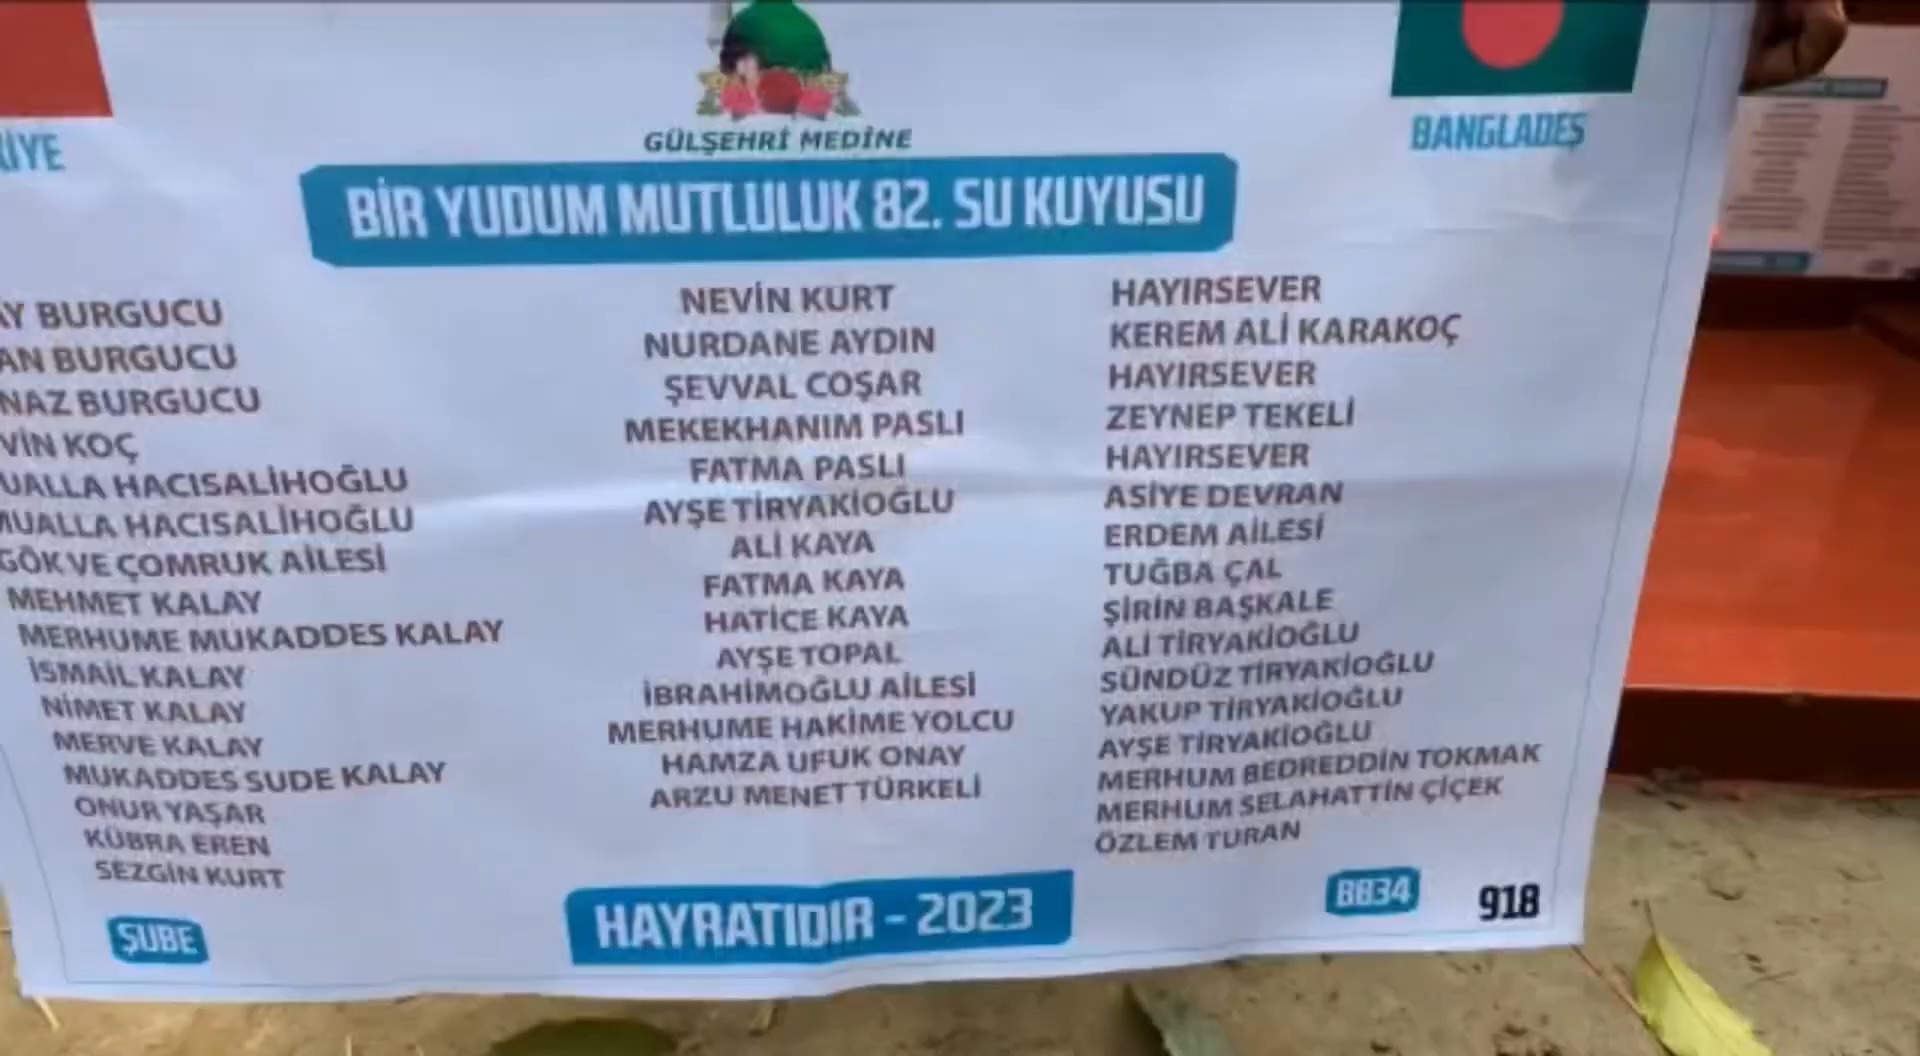 GÜLŞEHRİ MEDİNE
BANGLADEŞ
BİR YUDUM MUTLULUK 82. SU KUYUSU
BURGUCU
BURGUCU
BURGUCU
KOÇ
HACISALİHOĞLU
HACISALİHOĞLU
GÖK VE ÇOMRUK AİLESİ
MEHMET KALAY
MERHUME MUKADDES KALAY
İSMAİL KALAY
NİMET KALAY
MERVE KALAY
MUKADDES SUDE KALAY
ONUR YAŞAR
KÜBRA EREN
SEZGİN KURT
NEVİN KURT
NURDANE AYDIN
ŞEVVAL COŞAR
MEKEKHANIM PASLI
FATMA PASLI
AYŞE TİRYAKİOĞLU
ALİ KAYA
FATMA KAYA
HATİCE KAYA
AYŞE TOPAL
İBRAHİMOĞLU AİLESİ
MERHUME HAKİME YOLCU
HAMZA UFUK ONAY
ARZU MENET TÜRKELİ
HAYIRSEVER
KEREM ALİ KARAKOÇ
HAYIRSEVER
ZEYNEP TEKELİ
HAYIRSEVER
ASİYE DEVRAN
ERDEM AİLESİ
TUĞBA ÇAL
ŞİRİN BAŞKALE
ALİ TİRYAKİOĞLU
SÜNDÜZ TİRYAKİOĞLU
YAKUP TİRYAKİOĞLU
AYŞE TİRYAKİOĞLU
MERHUM BEDREDDİN TOKMAK
MERHUM SELAHATTİN ÇİÇEK
ÖZLEM TURAN
ŞUBE
HAYRATIDIR - 2023
BB34
918